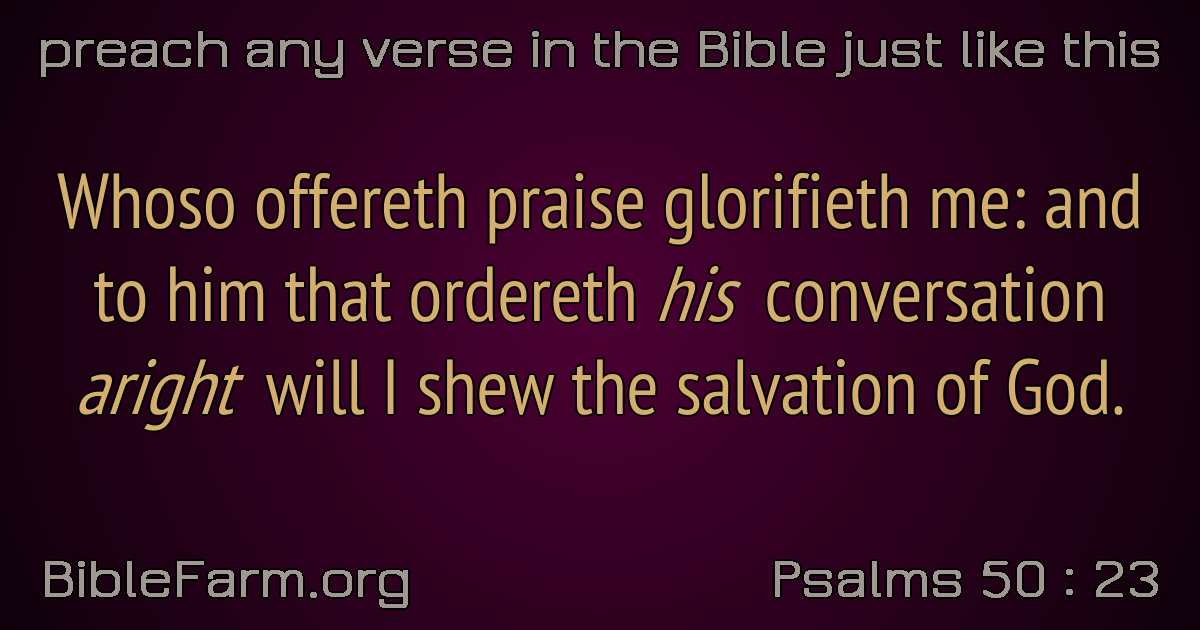 preach any verse in the Bible just like this
Whoso offereth praise glorifieth me: and
to him that ordereth his conversation
aright will I shew the salvation of God.
BibleFarm.org
Psalms 50 : 23